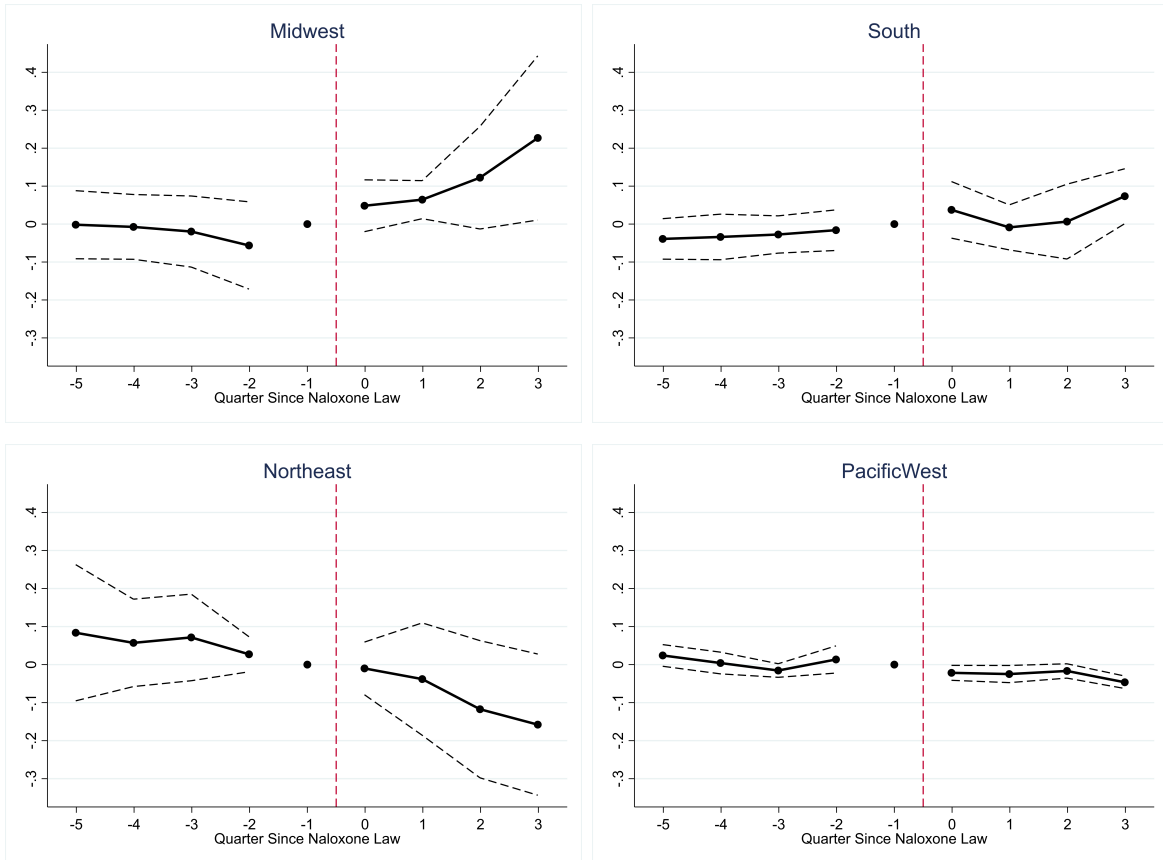 Midwest
.4
.3
.2
.1
0
-.1
-.2
-.3
-5 -4 -3 -2 -1 0 1 2 3
Quarter Since Naloxone Law
South
.4
.3
.2
.1
0
-.1
-.2
-.3
-5 -4 -3 -2 -1 0 1 2 3
Quarter Since Naloxone Law
Northeast
.4
.3
.2
.1
0
-.1
-.2
-.3
-5 -4 -3 -2 -1 0 1 2 3
Quarter Since Naloxone Law
PacificWest
.4
.3
.2
.1
0
-.1
-.2
-.3
-5 -4 -3 -2 -1 0 1 2 3
Quarter Since Naloxone Law